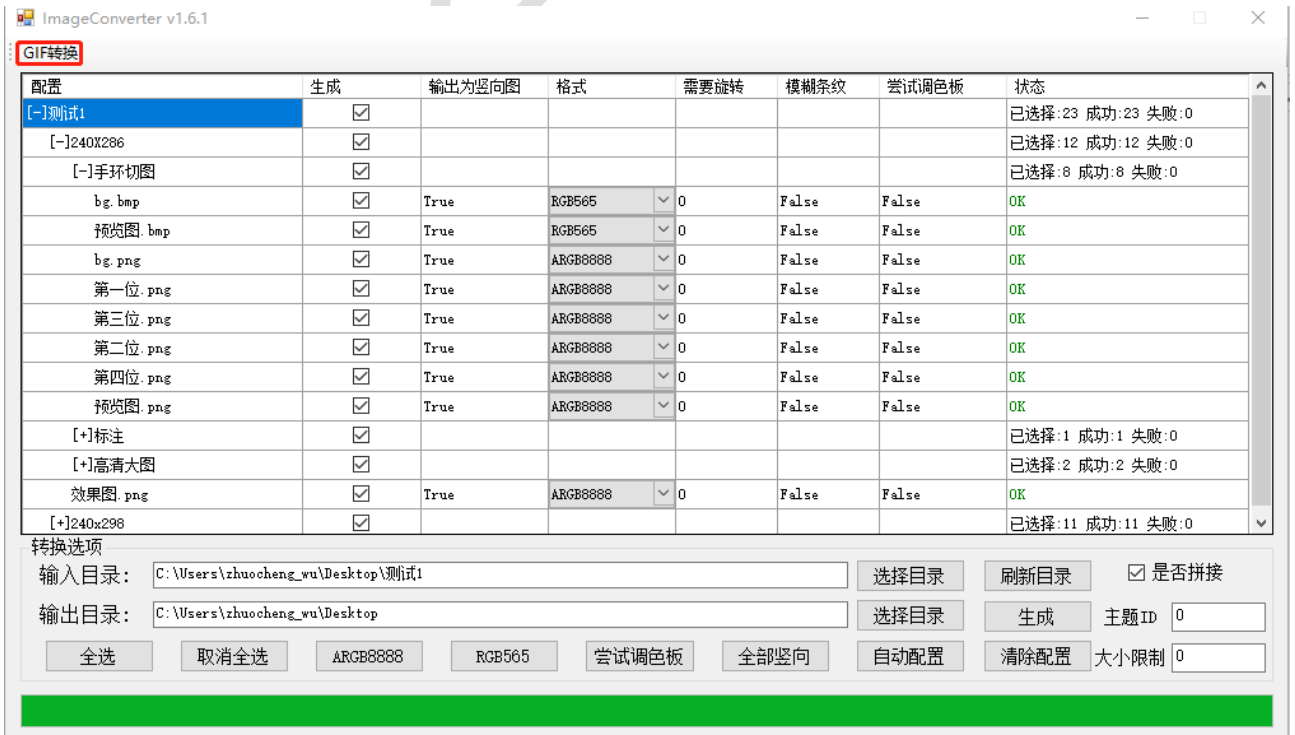 ImageConverter v1.6.1
GIF转换
配置 生成 输出为竖向图 格式 需要旋转 模糊条纹 尝试调色板 状态
[-]测试1 已选择:23 成功:23 失败:0
[-]240X286 已选择:12 成功:12 失败:0
[-]手环切图 已选择:8 成功:8 失败:0
bg.bmp True RGB565 0 False False OK
预览图.bmp True RGB565 0 False False OK
bg.png True ARGB8888 0 False False OK
第一位.png True ARGB8888 0 False False OK
第三位.png True ARGB8888 0 False False OK
第二位.png True ARGB8888 0 False False OK
第四位.png True ARGB8888 0 False False OK
预览图.png True ARGB8888 0 False False OK
[+]标注 已选择:1 成功:1 失败:0
[+]高清大图 已选择:2 成功:2 失败:0
效果图.png True ARGB8888 0 False False OK
[+]240x298 已选择:11 成功:11 失败:0
转换选项
输入目录: C:\Users\zhuocheng_wu\Desktop\测试1 选择目录 刷新目录 是否拼接
输出目录: C:\Users\zhuocheng_wu\Desktop 选择目录 生成 主题ID 0
全选 取消全选 ARGB8888 RGB565 尝试调色板 全部竖向 自动配置 清除配置 大小限制 0